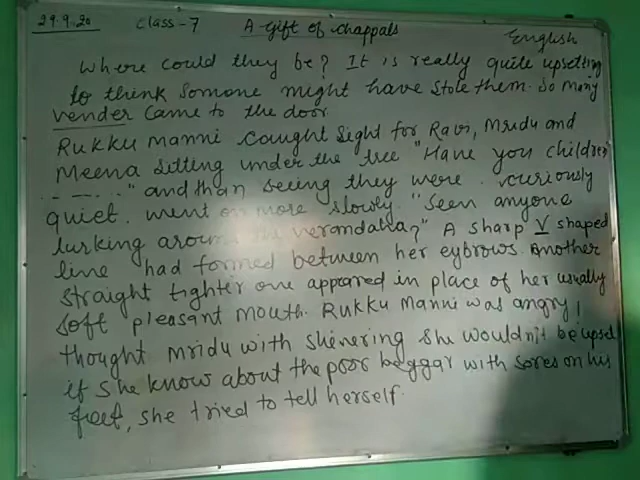 29.9.20 Class-7 A Gift of chappals English
Where could they be? It is really quite upsetting
to think Somone might have Stole them. So many
vender Came to the door.
Rukku manni Caught Sight for Ravi, Mridu and
Meena Sitting under the tree "Have you children
-----" and than Seeing they were curiously
quiet. went on more slowly. "Seen anyone
lurking around the verandaha?" A sharp V shaped
line had formed between her eybrows. Another
straight tighter one appeared in place of her usually
soft pleasant mouth. Rukku Manni was angry!
thought mridu with Shivering She wouldn't be upset
if She know about the poor beggar with Sores on his
feet, she tried to tell herself.